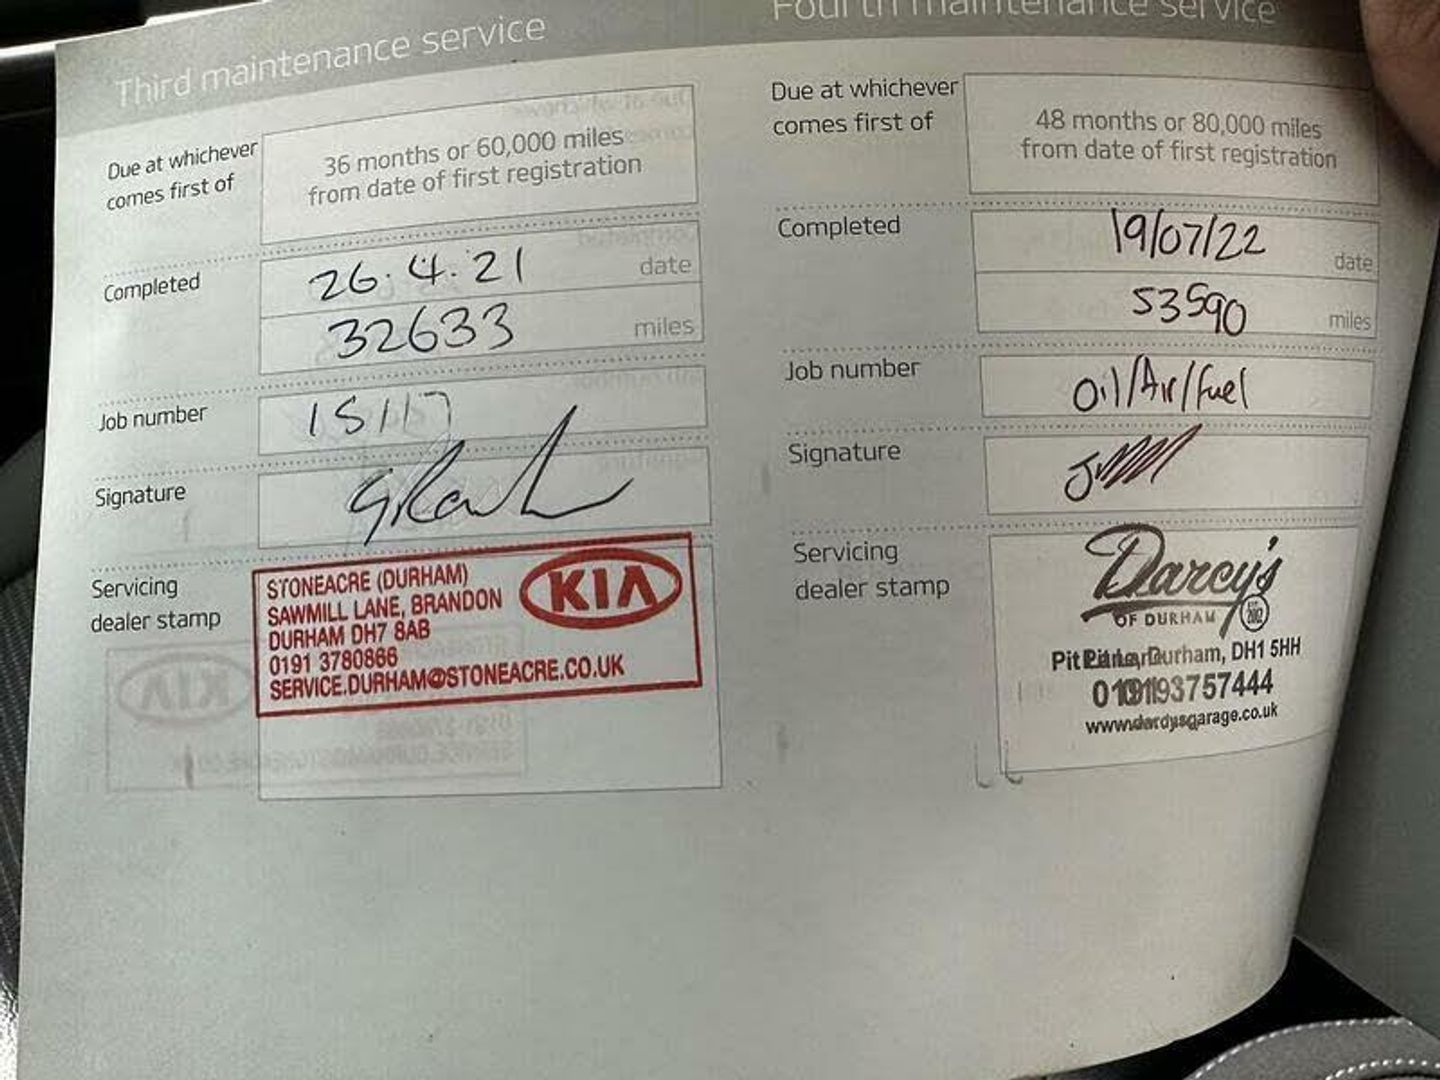 Third maintenance service
Due at whichever
comes first of
36 months or 60,000 miles
from date of first registration
Completed
26.4.21
date
32633
miles
Job number
15117
Signature
Servicing
dealer stamp
STONEACRE (DURHAM)
SAWMILL LANE, BRANDON
DURHAM DH7 8AB
0191 3780866
SERVICE.DURHAM@STONEACRE.CO.UK
KIA
Fourth maintenance service
Due at whichever
comes first of
48 months or 80,000 miles
from date of first registration
Completed
19/07/22
date
53590
miles
Job number
Oil/Air/Fuel
Signature
Servicing
dealer stamp
Darcy's
OF DURHAM
Durham, DH1 5HH